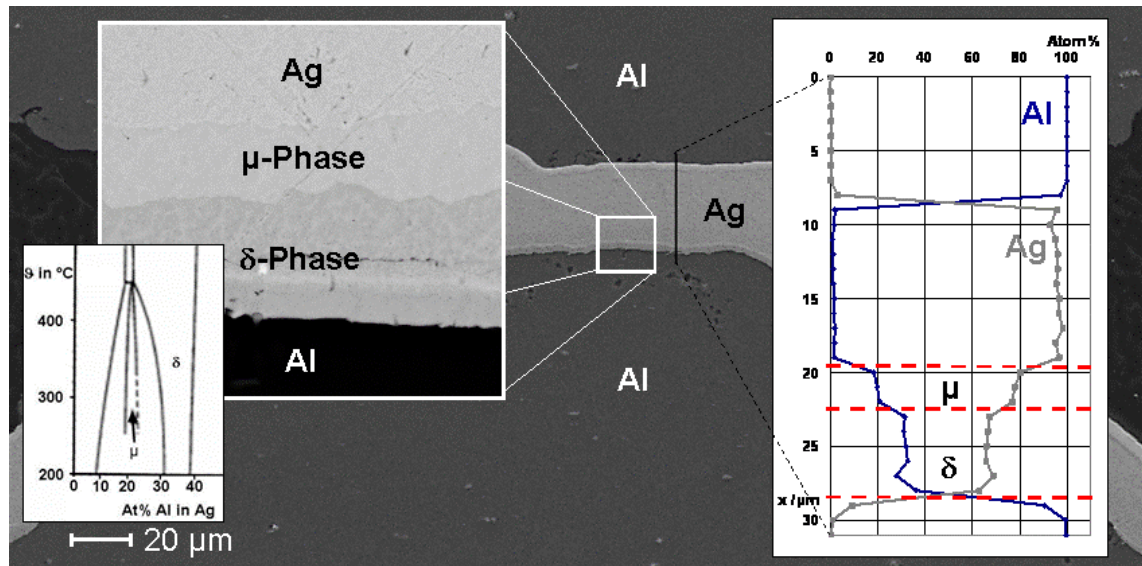 Ag
µ-Phase
δ-Phase
Al
ϑ in °C
400
300
200
δ
µ
0 10 20 30 40
At% Al in Ag
20 µm
Al
Ag
Al
Atom%
0 20 40 60 80 100
0
5
10
15
20
25
x / µm
30
Al
Ag
µ
δ